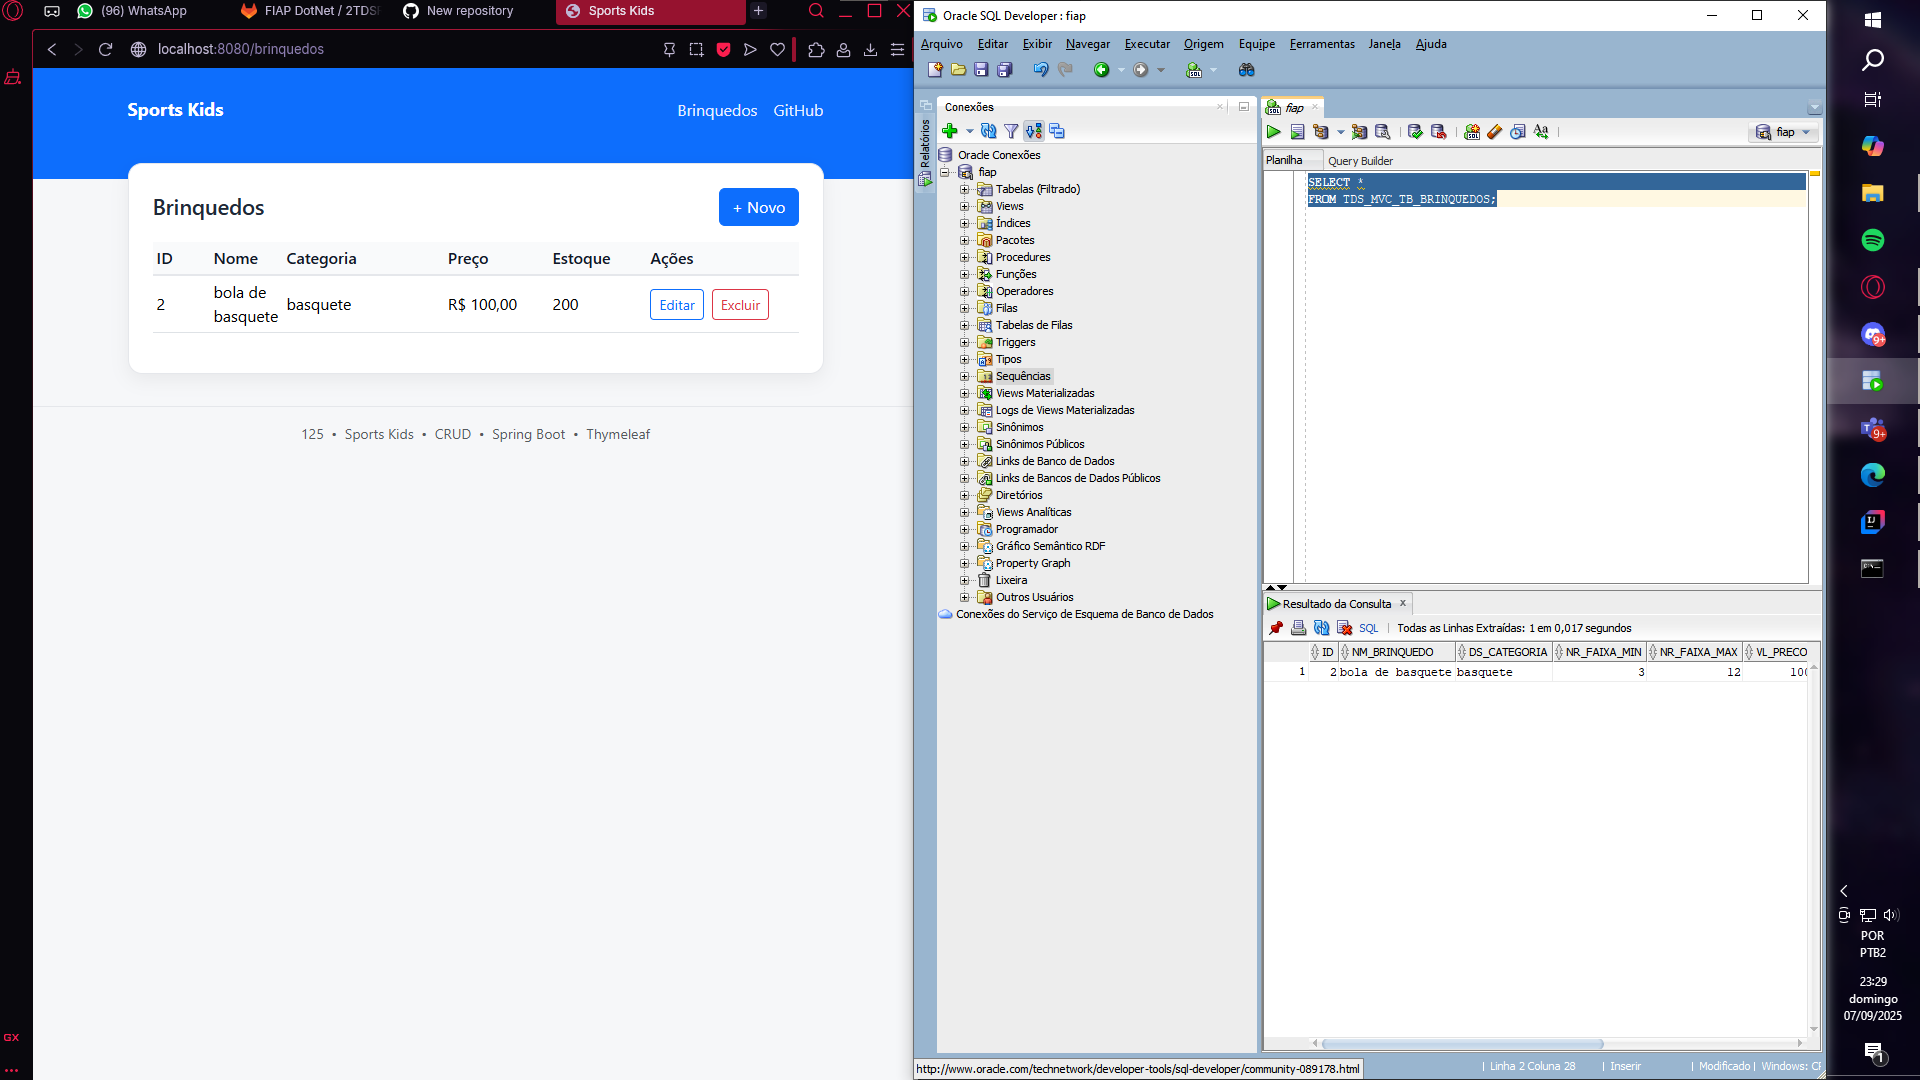 (96) WhatsApp
FIAP DotNet / 2TDS
New repository
Sports Kids
localhost:8080/brinquedos
Sports Kids
Brinquedos
GitHub
Brinquedos
+ Novo
ID Nome Categoria Preço Estoque Ações
2 bola de basquete basquete R$ 100,00 200 Editar Excluir
125 • Sports Kids • CRUD • Spring Boot • Thymeleaf
GX
Oracle SQL Developer : fiap
Arquivo Editar Exibir Navegar Executar Origem Equipe Ferramentas Janela Ajuda
Relatórios
Conexões
Oracle Conexões
fiap
Tabelas (Filtrado)
Views
Índices
Pacotes
Procedures
Funções
Operadores
Filas
Tabelas de Filas
Triggers
Tipos
Sequências
Views Materializadas
Logs de Views Materializadas
Sinônimos
Sinônimos Públicos
Links de Banco de Dados
Links de Bancos de Dados Públicos
Diretórios
Views Analíticas
Programador
Gráfico Semântico RDF
Property Graph
Lixeira
Outros Usuários
Conexões do Serviço de Esquema de Banco de Dados
fiap
fiap
Planilha Query Builder
SELECT *
FROM TDS_MVC_TB_BRINQUEDOS;
Resultado da Consulta
SQL | Todas as Linhas Extraídas: 1 em 0,017 segundos
ID NM_BRINQUEDO DS_CATEGORIA NR_FAIXA_MIN NR_FAIXA_MAX VL_PRECO
1 2 bola de basquete basquete 3 12 100
http://www.oracle.com/technetwork/developer-tools/sql-developer/community-089178.html
| Linha 2 Coluna 28 | Inserir | Modificado | Windows: CF
9+
9+
POR
PTB2
23:29
domingo
07/09/2025
1